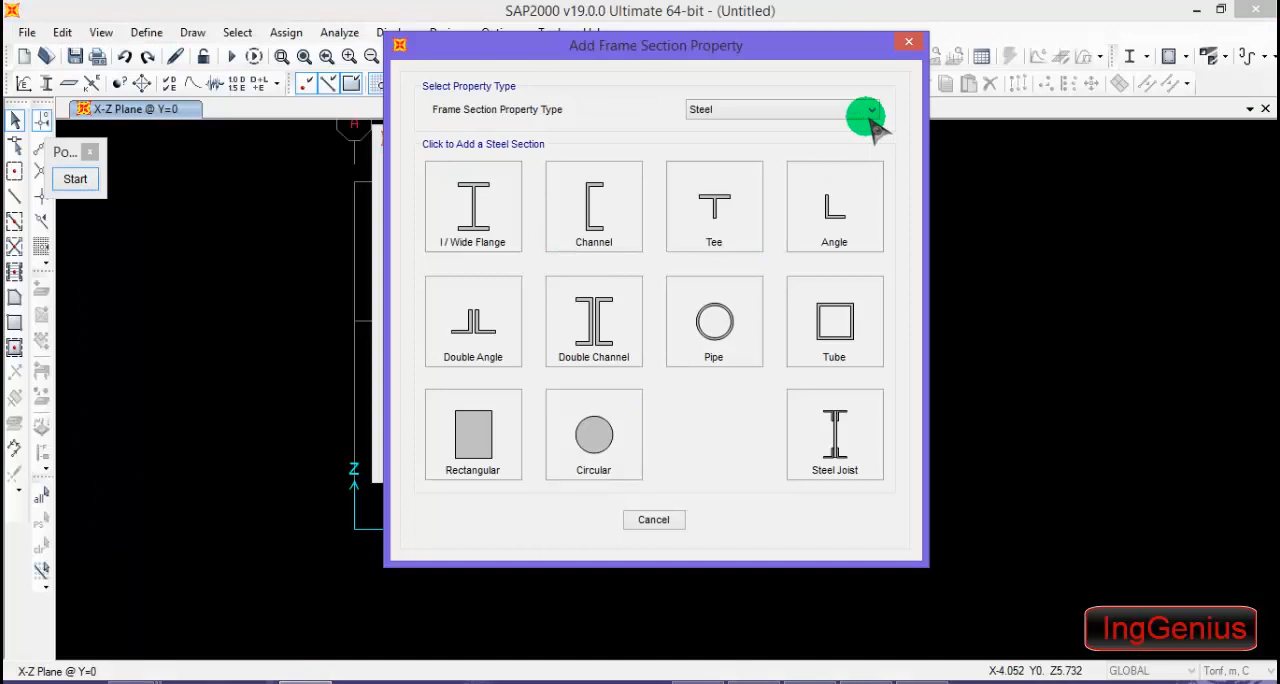 SAP2000 v19.0.0 Ultimate 64-bit - (Untitled)
File Edit View Define Draw Select Assign Analyze
Add Frame Section Property
X-Z Plane @ Y=0
Po... x
Start
Select Property Type
Frame Section Property Type Steel
Click to Add a Steel Section
I / Wide Flange Channel Tee Angle
Double Angle Double Channel Pipe Tube
Rectangular Circular Steel Joist
Cancel
Z
all
PS
clr
IngGenius
X-Z Plane @ Y=0 X-4.052 Y0. Z5.732 GLOBAL Tonf, m, C